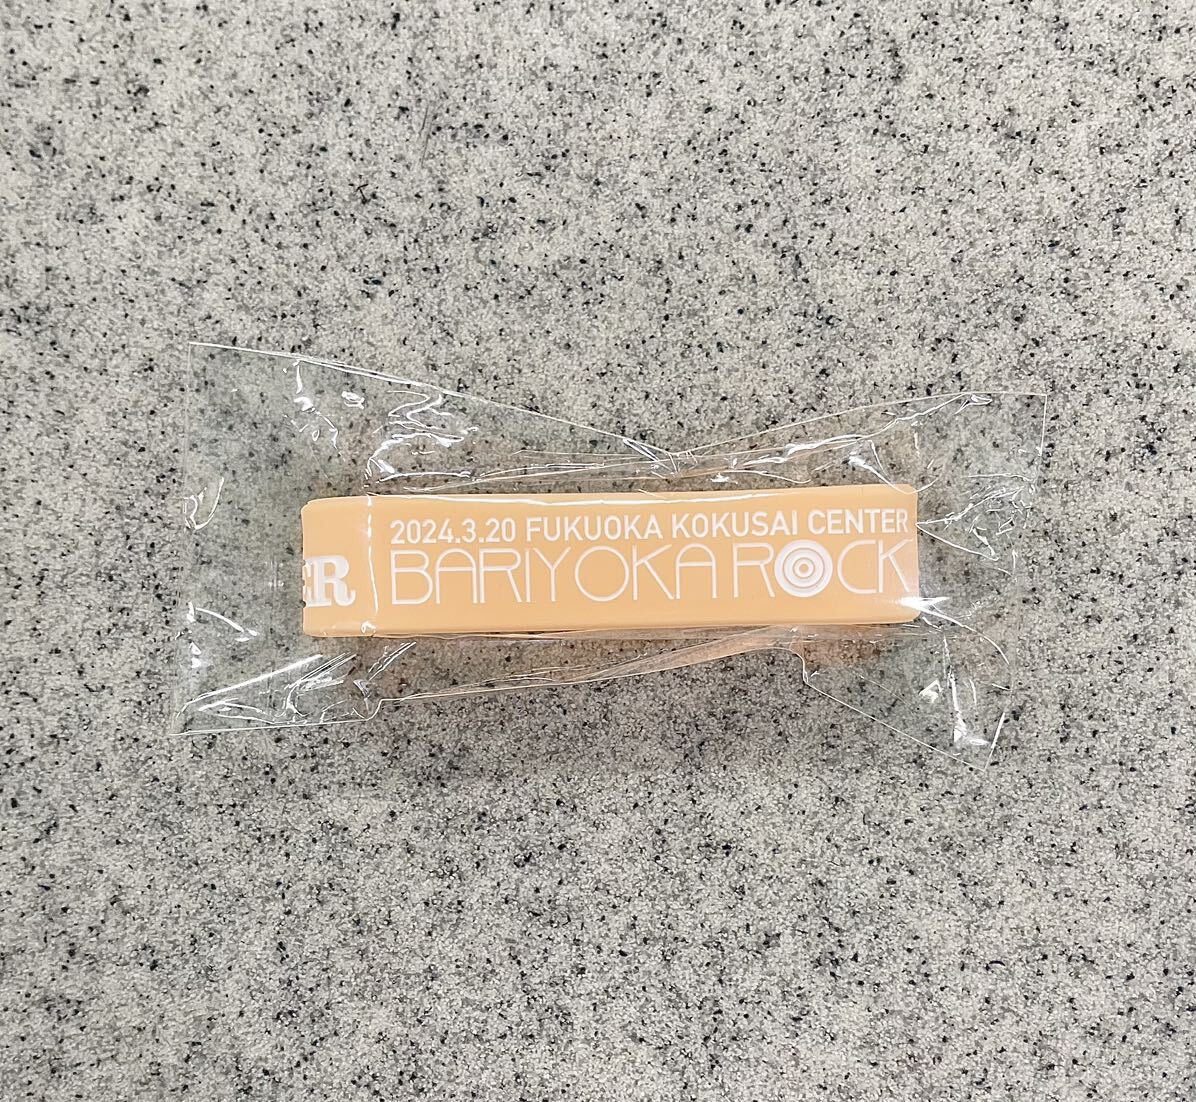 2024.3.20 FUKUOKA KOKUSAI CENTER
BARIYOKA ROCK